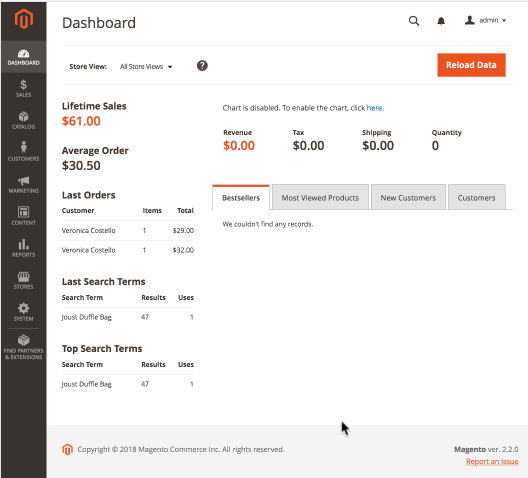 Dashboard
admin
DASHBOARD
SALES
CATALOG
CUSTOMERS
MARKETING
CONTENT
REPORTS
STORES
SYSTEM
FIND PARTNERS
& EXTENSIONS
Store View: All Store Views ?
Reload Data
Lifetime Sales
$61.00
Average Order
$30.50
Last Orders
Customer Items Total
Veronica Costello 1 $29.00
Veronica Costello 1 $32.00
Last Search Terms
Search Term Results Uses
Joust Duffle Bag 47 1
Top Search Terms
Search Term Results Uses
Joust Duffle Bag 47 1
Chart is disabled. To enable the chart, click here.
Revenue Tax Shipping Quantity
$0.00 $0.00 $0.00 0
Bestsellers Most Viewed Products New Customers Customers
We couldn't find any records.
Copyright © 2018 Magento Commerce Inc. All rights reserved.
Magento ver. 2.2.0
Report an Issue